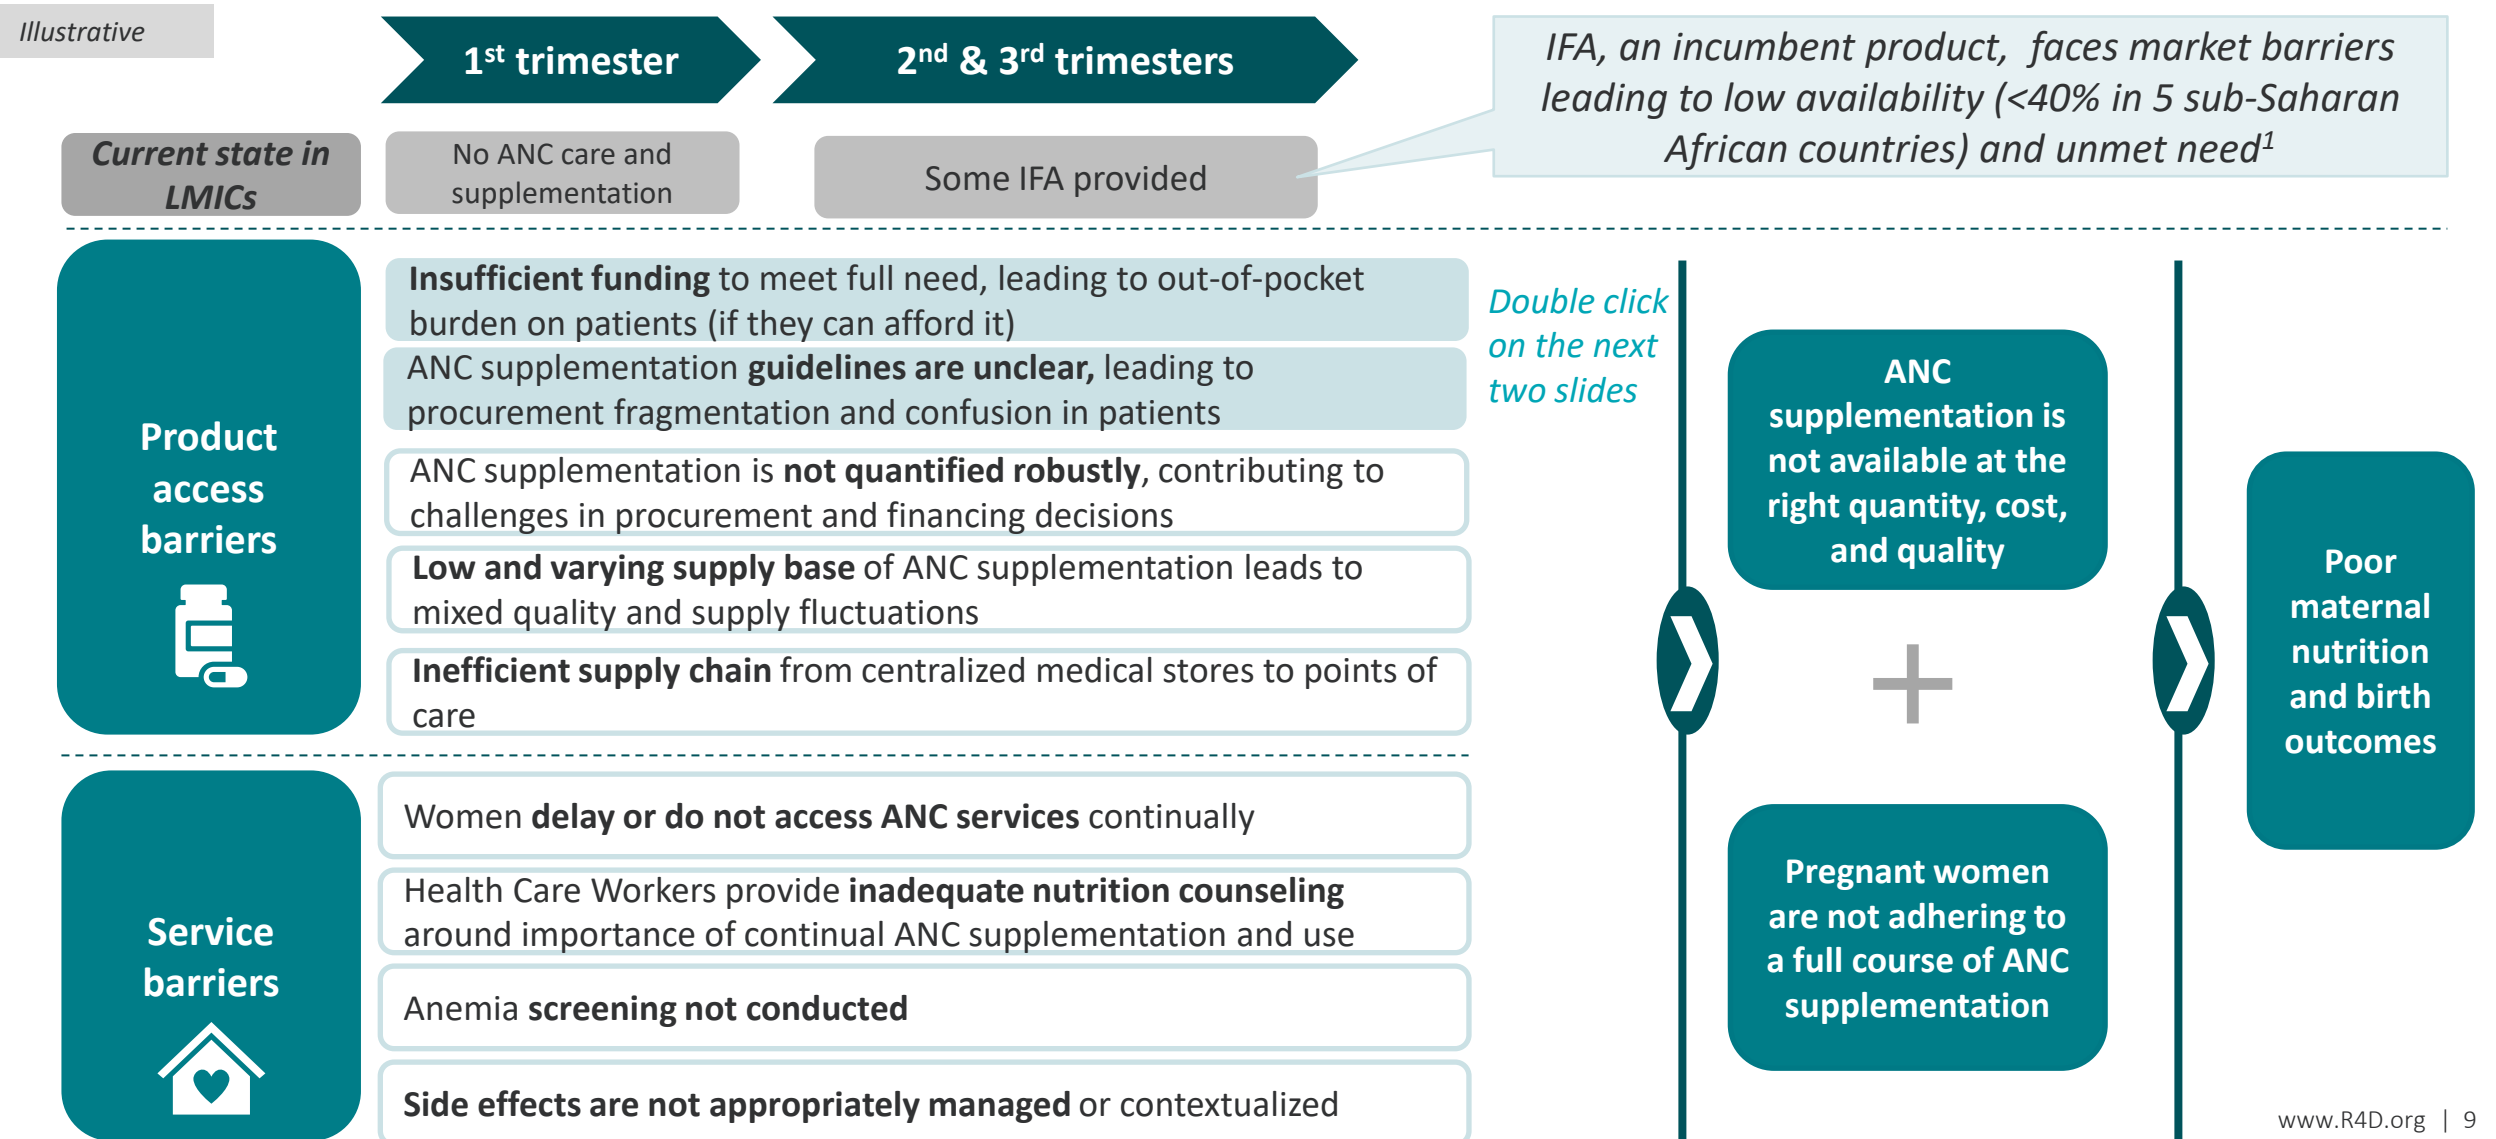 Illustrative
1st trimester
2nd & 3rd trimesters
IFA, an incumbent product, faces market barriers
leading to low availability (<40% in 5 sub-Saharan
African countries) and unmet need1
Current state in
LMICs
No ANC care and
supplementation
Some IFA provided
Product
access
barriers
Insufficient funding to meet full need, leading to out-of-pocket
burden on patients (if they can afford it)
ANC supplementation guidelines are unclear, leading to
procurement fragmentation and confusion in patients
ANC supplementation is not quantified robustly, contributing to
challenges in procurement and financing decisions
Low and varying supply base of ANC supplementation leads to
mixed quality and supply fluctuations
Inefficient supply chain from centralized medical stores to points of
care
Double click
on the next
two slides
Service
barriers
Women delay or do not access ANC services continually
Health Care Workers provide inadequate nutrition counseling
around importance of continual ANC supplementation and use
Anemia screening not conducted
Side effects are not appropriately managed or contextualized
ANC
supplementation is
not available at the
right quantity, cost,
and quality
+
Pregnant women
are not adhering to
a full course of ANC
supplementation
Poor
maternal
nutrition
and birth
outcomes
www.R4D.org | 9